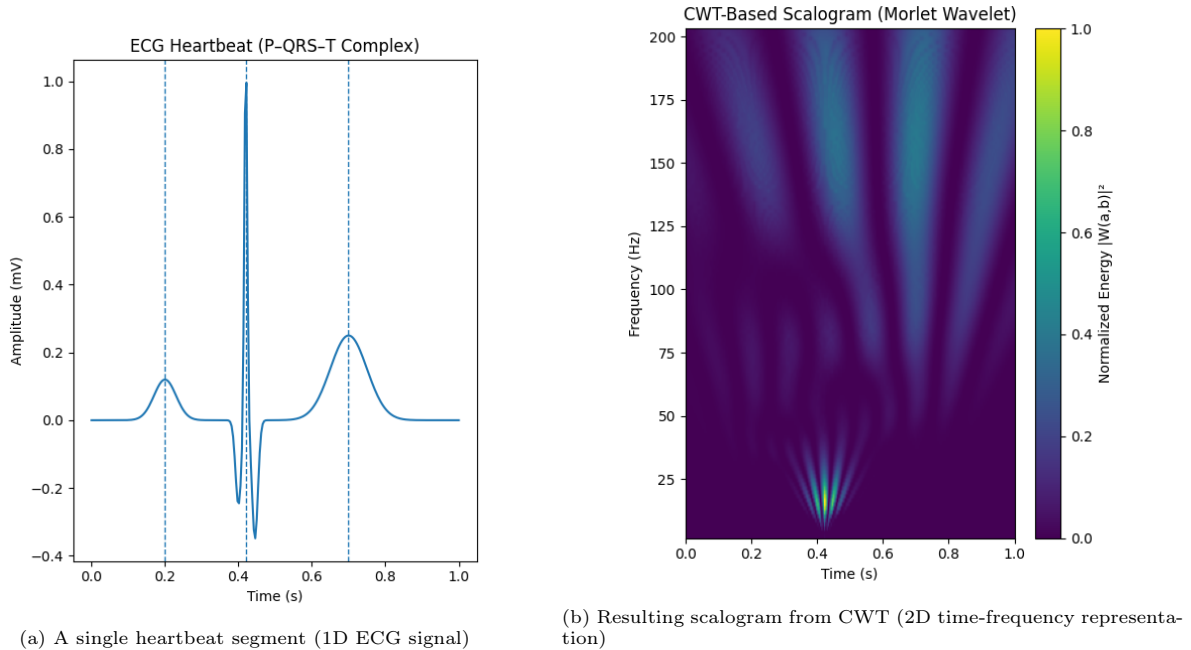 ECG Heartbeat (P–QRS–T Complex)
1.0
0.8
0.6
0.4
0.2
0.0
−0.2
−0.4
Amplitude (mV)
0.0 0.2 0.4 0.6 0.8 1.0
Time (s)
(a) A single heartbeat segment (1D ECG signal)
CWT-Based Scalogram (Morlet Wavelet)
200
175
150
125
100
75
50
25
Frequency (Hz)
0.0 0.2 0.4 0.6 0.8 1.0
Time (s)
1.0
0.8
0.6
0.4
0.2
0.0
Normalized Energy |W(a,b)|²
(b) Resulting scalogram from CWT (2D time-frequency representa-
tion)